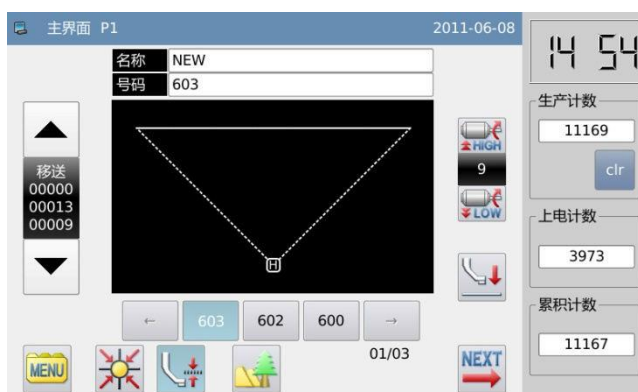 主界面 P1
2011-06-08
14 54
名称 NEW
号码 603
移送
00000
00013
00009
HIGH
9
LOW
H
生产计数
11169
clr
上电计数
3973
累积计数
11167
← 603 602 600 →
01/03
MENU
NEXT